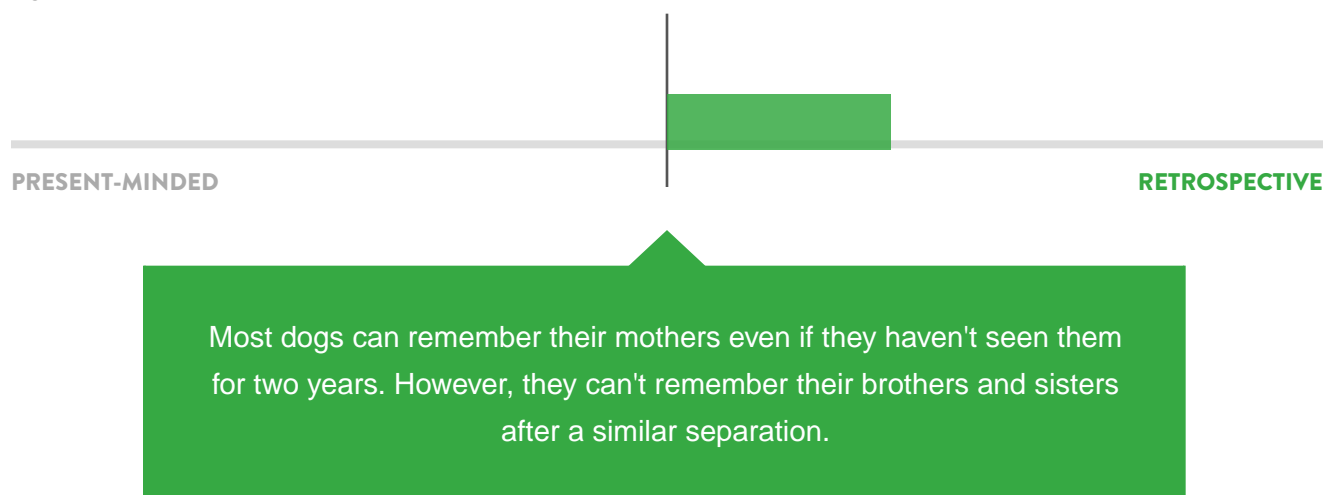 PRESENT-MINDED
RETROSPECTIVE
Most dogs can remember their mothers even if they haven't seen them
for two years. However, they can't remember their brothers and sisters
after a similar separation.